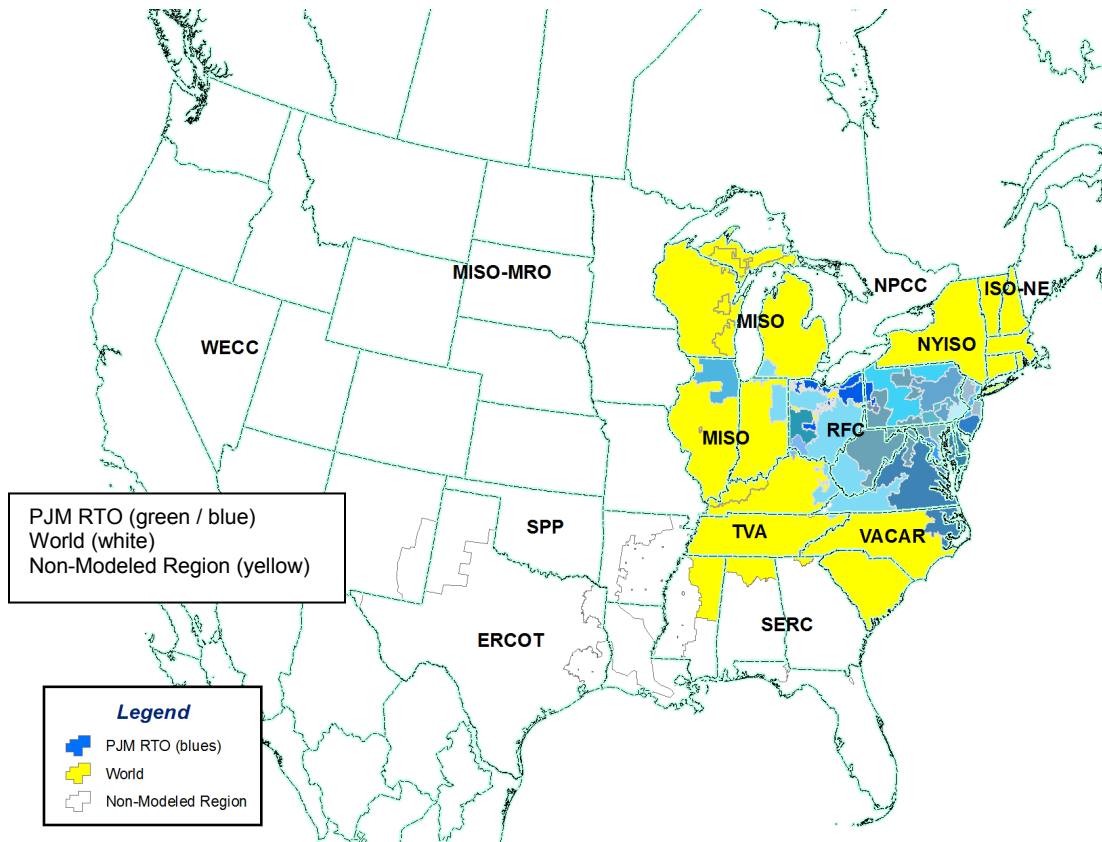 MISO-MRO
NPCC
ISO-NE
MISO
WECC
NYISO
MISO
RFC
PJM RTO (green / blue)
World (white)
Non-Modeled Region (yellow)
SPP
TVA
VACAR
SERC
ERCOT
Legend
PJM RTO (blues)
World
Non-Modeled Region